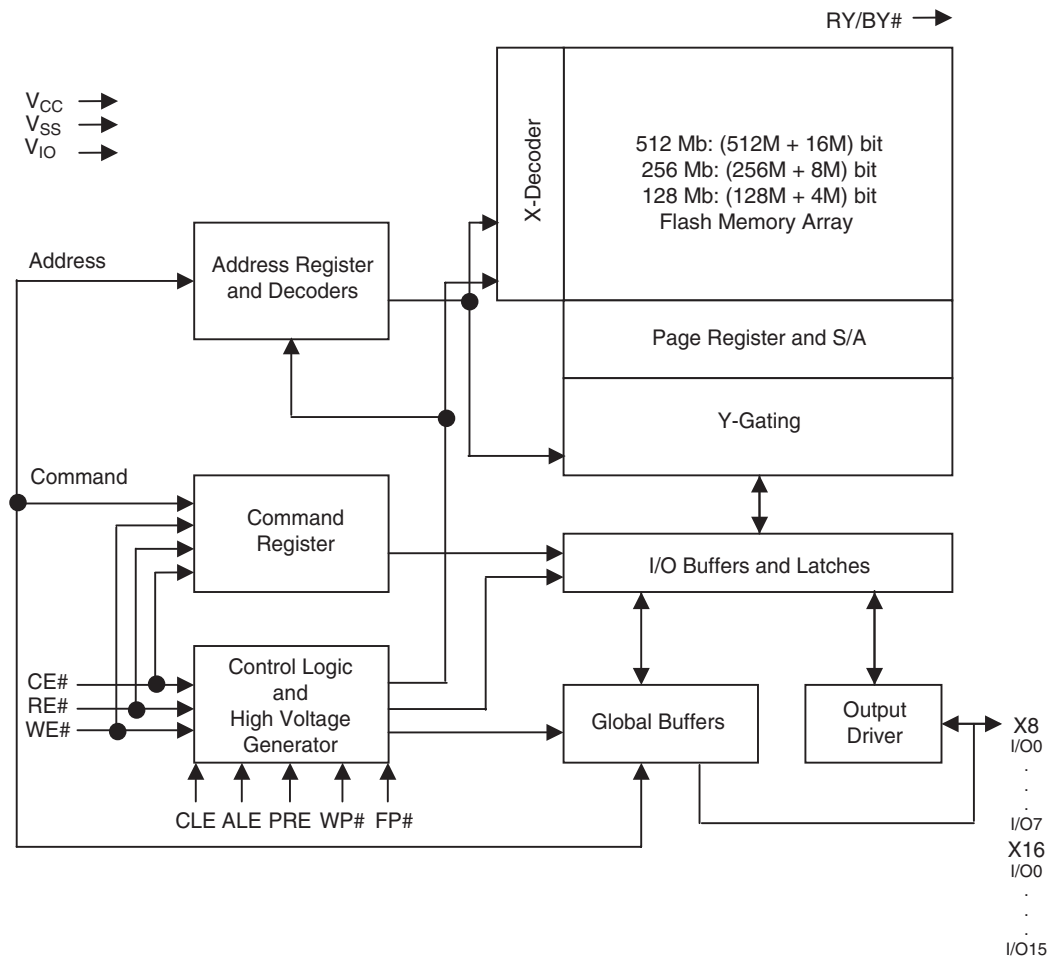 RY/BY#
VCC
VSS
VIO
X-Decoder
512 Mb: (512M + 16M) bit
256 Mb: (256M + 8M) bit
128 Mb: (128M + 4M) bit
Flash Memory Array
Address
Address Register
and Decoders
Page Register and S/A
Y-Gating
Command
Command
Register
I/O Buffers and Latches
CE#
RE#
WE#
Control Logic
and
High Voltage
Generator
Global Buffers
Output
Driver
CLE ALE PRE WP# FP#
X8
I/O0
.
.
.
I/O7
X16
I/O0
.
.
.
I/O15